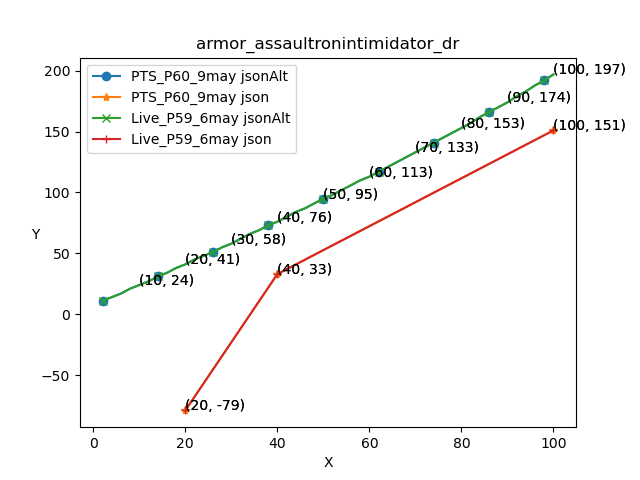 armor_assaultronintimidator_dr
PTS_P60_9may jsonAlt
PTS_P60_9may json
Live_P59_6may jsonAlt
Live_P59_6may json
200
150
100
50
0
−50
Y
(100, 197)
(90, 174)
(80, 153)
(100, 151)
(70, 133)
(60, 113)
(50, 95)
(40, 76)
(30, 58)
(20, 41)
(10, 24)
(40, 33)
(20, -79)
0 20 40 60 80 100
X